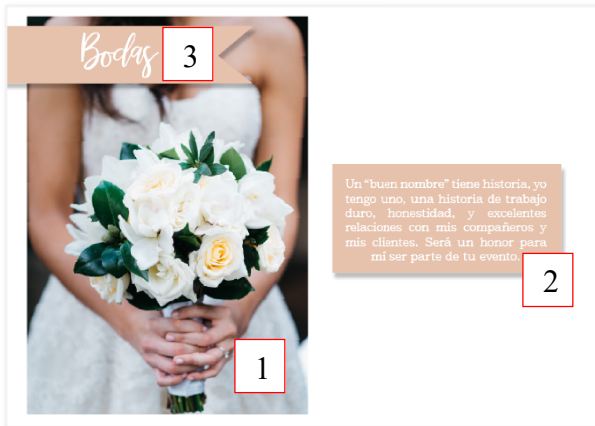 Bodas
3
Un “buen nombre” tiene historia, yo
tengo uno, una historia de trabajo
duro, honestidad, y excelentes
relaciones con mis compañeros y
mis clientes. Será un honor para
mí ser parte de tu evento.
2
1